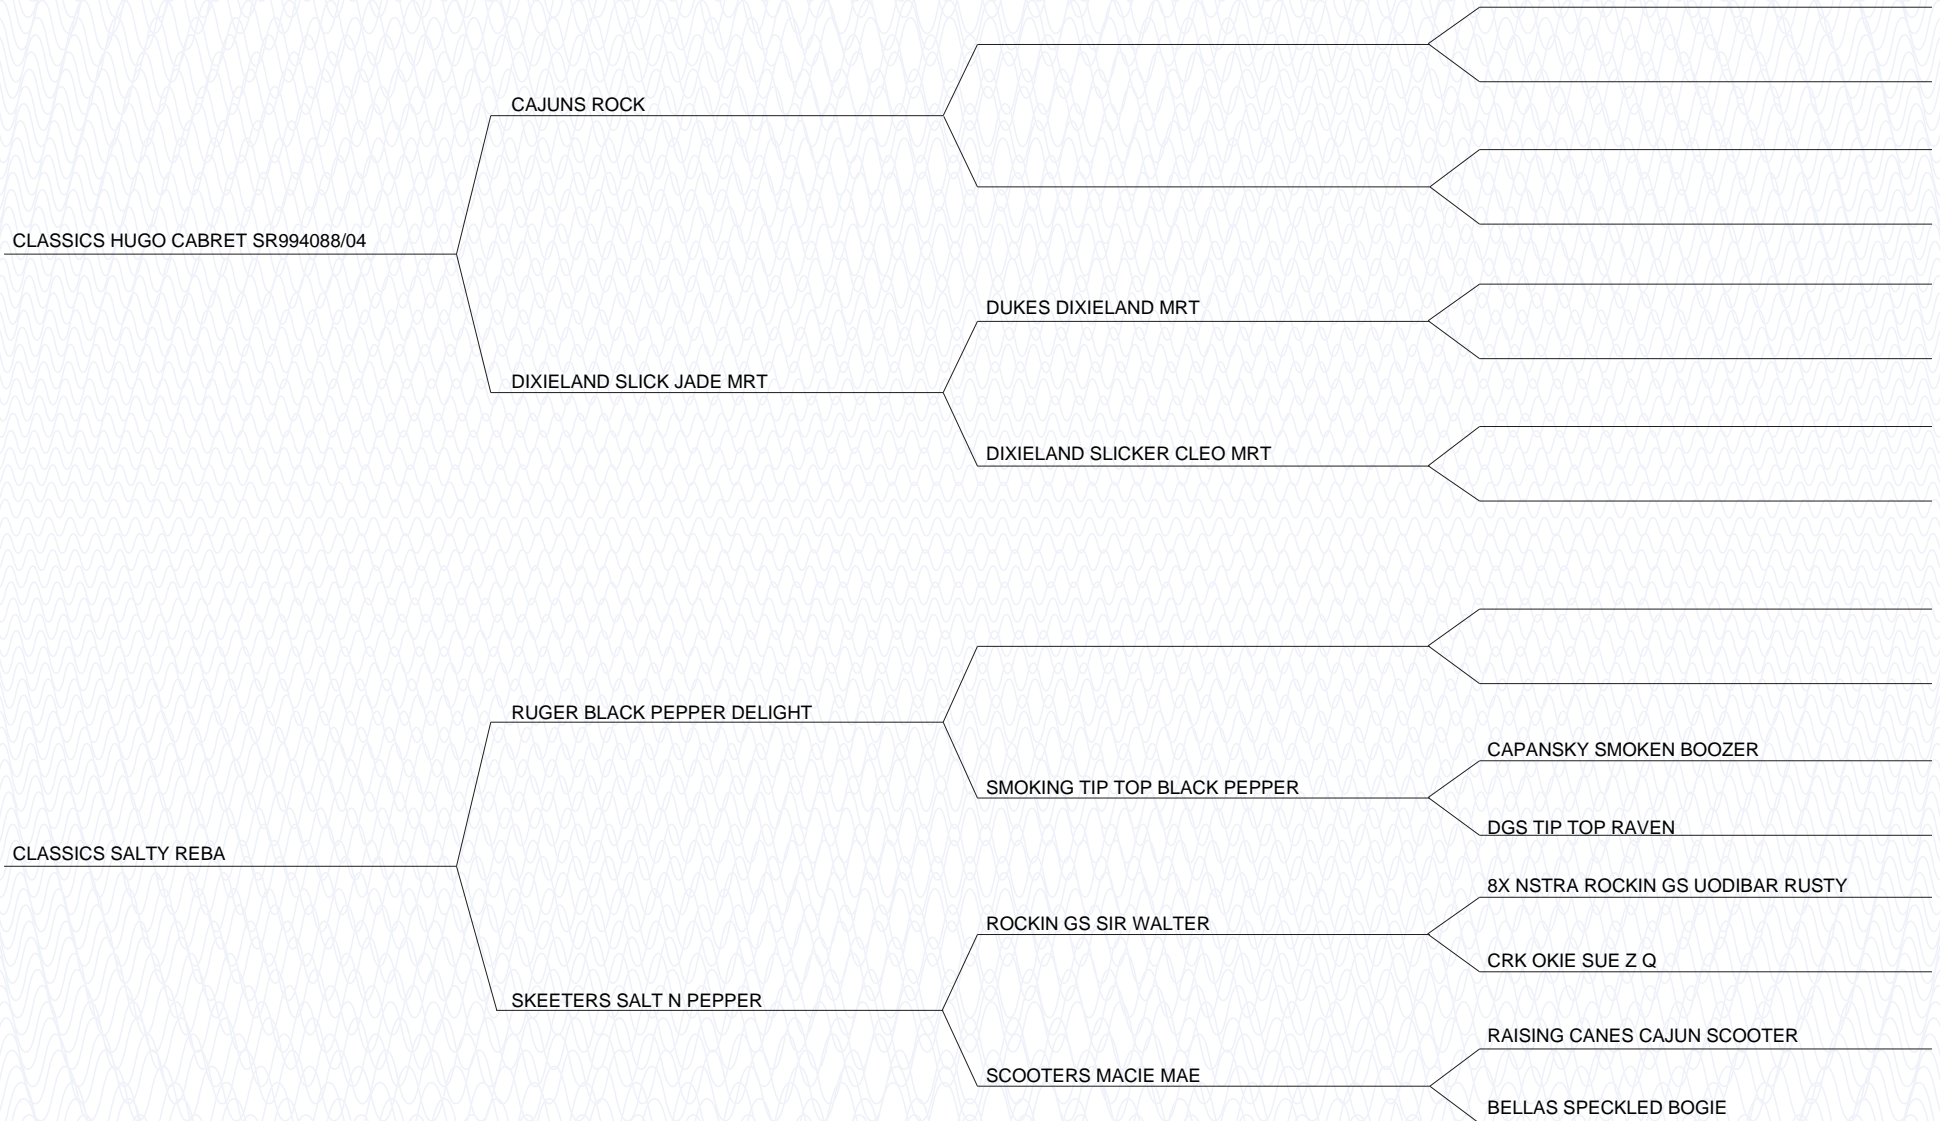 CAJUNS ROCK
CLASSICS HUGO CABRET SR994088/04
DUKES DIXIELAND MRT
DIXIELAND SLICK JADE MRT
DIXIELAND SLICKER CLEO MRT
RUGER BLACK PEPPER DELIGHT
CAPANSKY SMOKEN BOOZER
SMOKING TIP TOP BLACK PEPPER
DGS TIP TOP RAVEN
CLASSICS SALTY REBA
8X NSTRA ROCKIN GS UODIBAR RUSTY
ROCKIN GS SIR WALTER
CRK OKIE SUE Z Q
SKEETERS SALT N PEPPER
RAISING CANES CAJUN SCOOTER
SCOOTERS MACIE MAE
BELLAS SPECKLED BOGIE